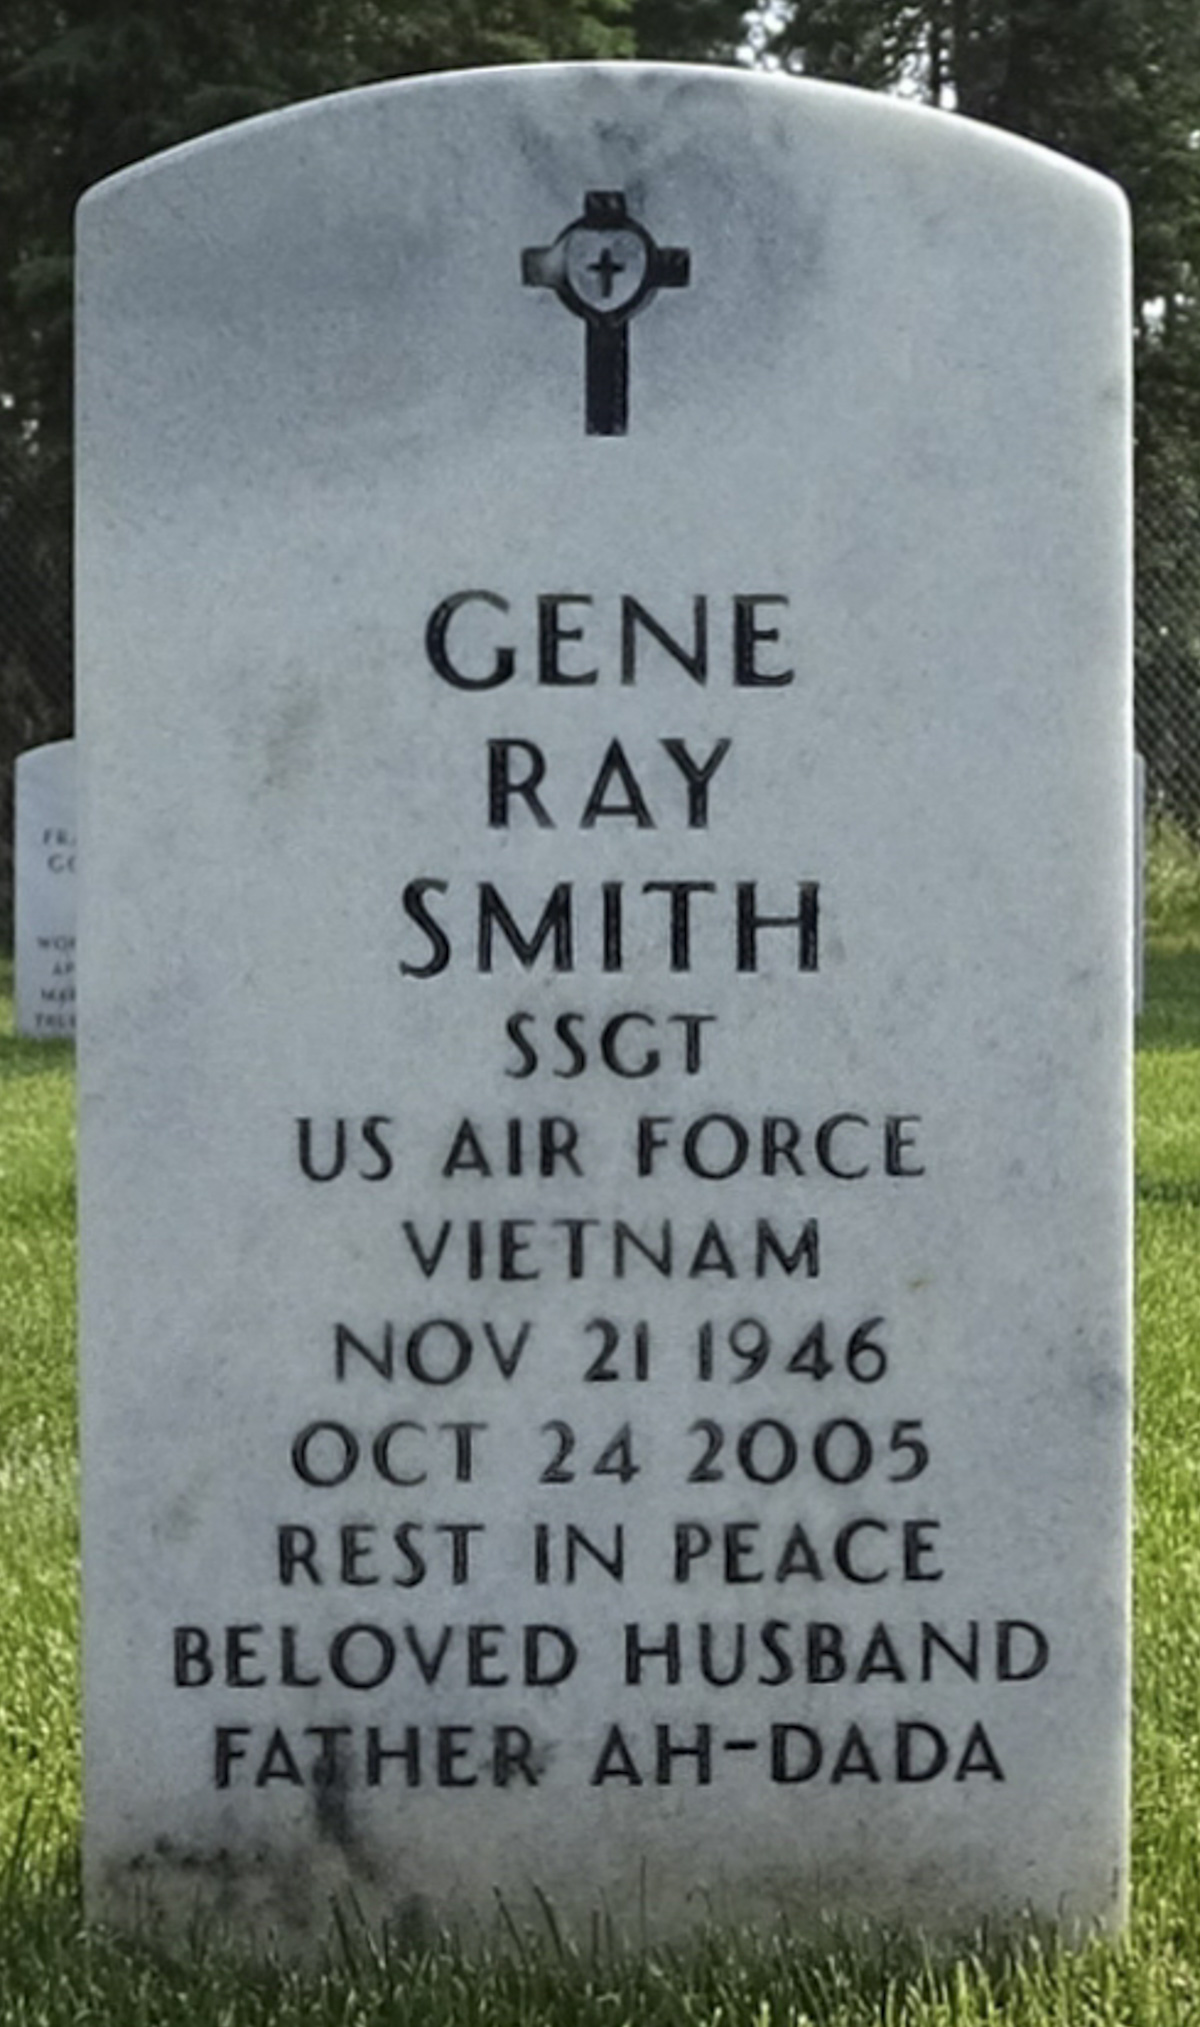 GENE
RAY
SMITH
SSGT
US AIR FORCE
VIETNAM
NOV 21 1946
OCT 24 2005
REST IN PEACE
BELOVED HUSBAND
FATHER AH-DADA